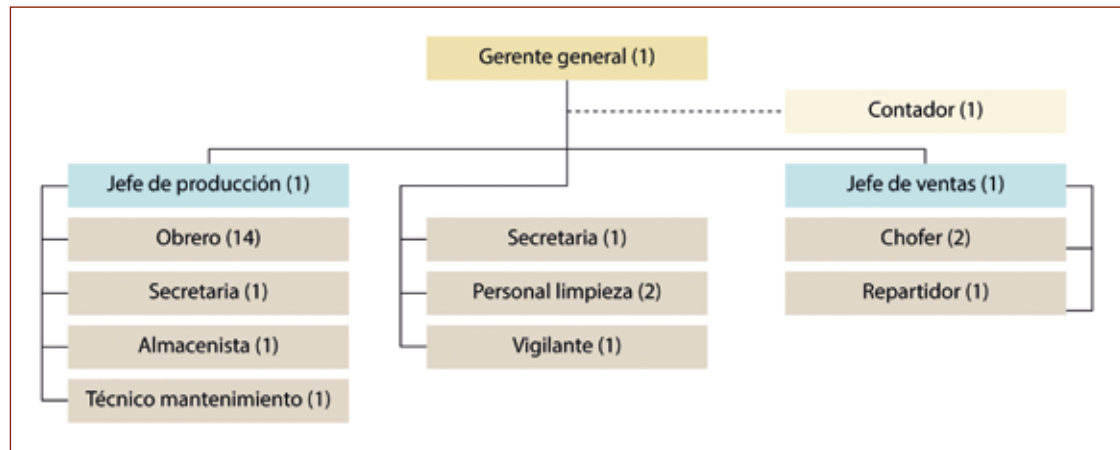 Gerente general (1)
Contador (1)
Jefe de producción (1)
Obrero (14)
Secretaria (1)
Almacenista (1)
Técnico mantenimiento (1)
Secretaria (1)
Personal limpieza (2)
Vigilante (1)
Jefe de ventas (1)
Chofer (2)
Repartidor (1)